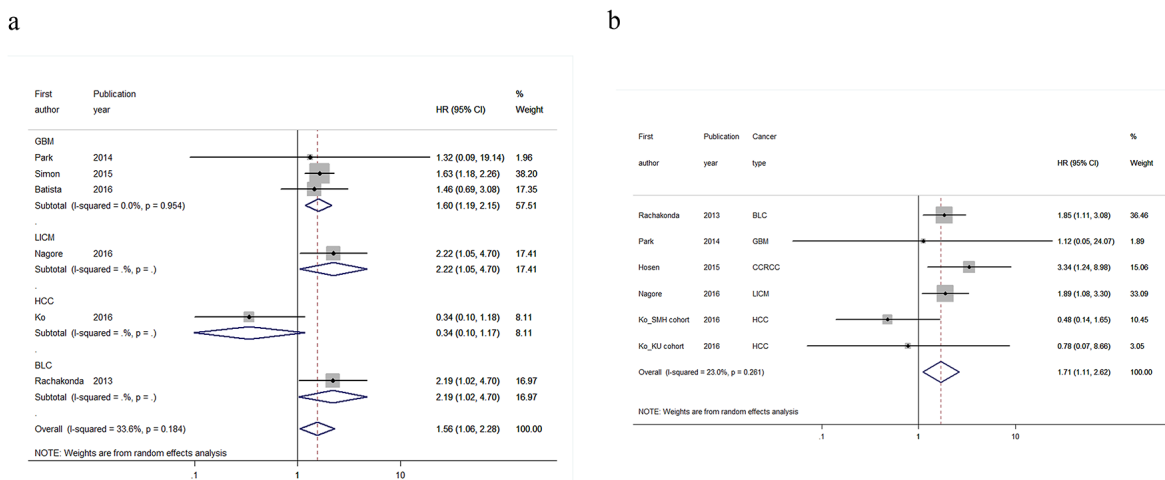 a
First Publication %
author year HR (95% CI) Weight
GBM
Park 2014 1.32 (0.09, 19.14) 1.96
Simon 2015 1.63 (1.18, 2.26) 38.20
Batista 2016 1.46 (0.69, 3.08) 17.35
Subtotal (I-squared = 0.0%, p = 0.954) 1.60 (1.19, 2.15) 57.51
.
LICM
Nagore 2016 2.22 (1.05, 4.70) 17.41
Subtotal (I-squared = .%, p = .) 2.22 (1.05, 4.70) 17.41
.
HCC
Ko 2016 0.34 (0.10, 1.18) 8.11
Subtotal (I-squared = .%, p = .) 0.34 (0.10, 1.17) 8.11
.
BLC
Rachakonda 2013 2.19 (1.02, 4.70) 16.97
Subtotal (I-squared = .%, p = .) 2.19 (1.02, 4.70) 16.97
.
Overall (I-squared = 33.6%, p = 0.184) 1.56 (1.06, 2.28) 100.00
NOTE: Weights are from random effects analysis
.1 1 10
b
First Publication Cancer %
author year type HR (95% CI) Weight
Rachakonda 2013 BLC 1.85 (1.11, 3.08) 36.46
Park 2014 GBM 1.12 (0.05, 24.07) 1.89
Hosen 2015 CCRCC 3.34 (1.24, 8.98) 15.06
Nagore 2016 LICM 1.89 (1.08, 3.30) 33.09
Ko_SMH cohort 2016 HCC 0.48 (0.14, 1.65) 10.45
Ko_KU cohort 2016 HCC 0.78 (0.07, 8.66) 3.05
Overall (I-squared = 23.0%, p = 0.261) 1.71 (1.11, 2.62) 100.00
NOTE: Weights are from random effects analysis
.1 1 10